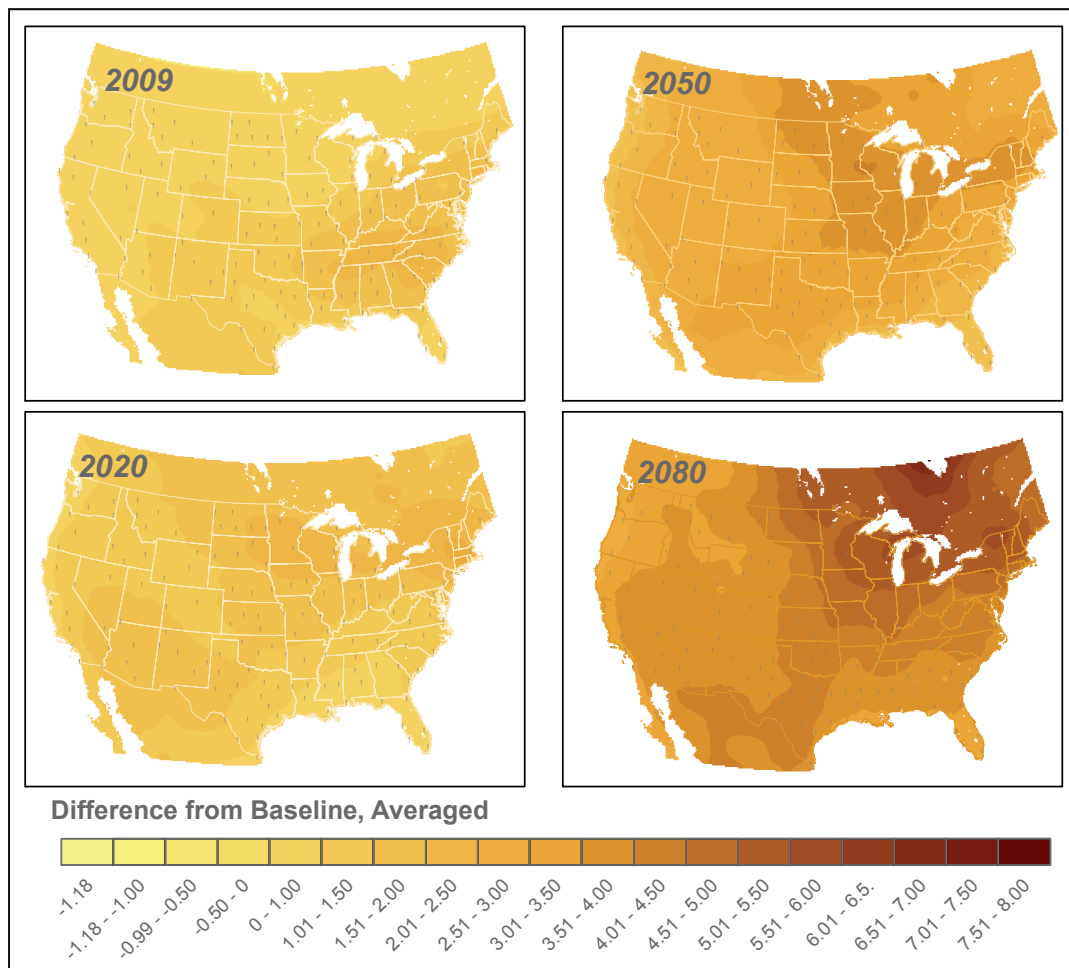 2009
2050
2020
2080
Difference from Baseline, Averaged
-1.18
-1.18 - -1.00
-0.99 - -0.50
-0.50 - 0
0 - 1.00
1.01 - 1.50
1.51 - 2.00
2.01 - 2.50
2.51 - 3.00
3.01 - 3.50
3.51 - 4.00
4.01 - 4.50
4.51 - 5.00
5.01 - 5.50
5.51 - 6.00
6.01 - 6.5.
6.51 - 7.00
7.01 - 7.50
7.51 - 8.00